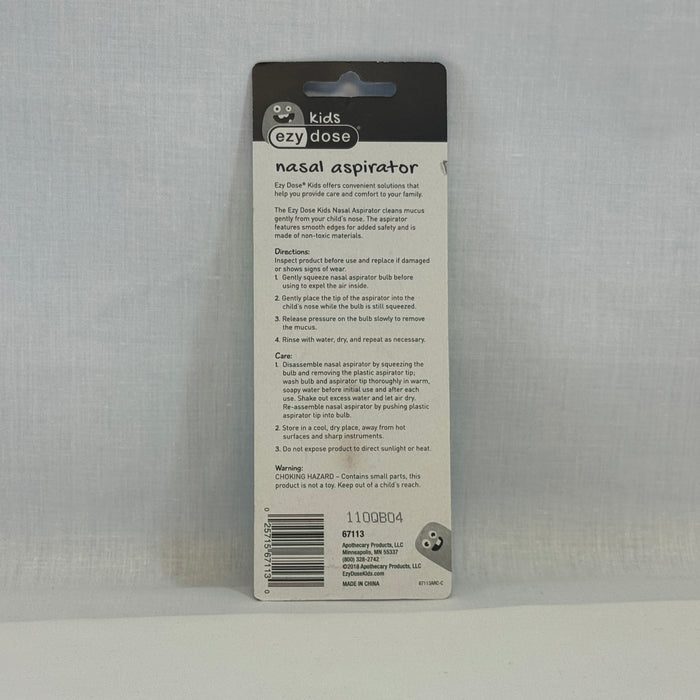 kids
ezy dose®
nasal aspirator
Ezy Dose® Kids offers convenient solutions that
help you provide care and comfort to your family.
The Ezy Dose Kids Nasal Aspirator cleans mucus
gently from your child's nose. The aspirator
features smooth edges for added safety and is
made of non-toxic materials.
Directions:
Inspect product before use and replace if damaged
or shows signs of wear.
1. Gently squeeze nasal aspirator bulb before
using to expel the air inside.
2. Gently place the tip of the aspirator into the
child's nose while the bulb is still squeezed.
3. Release pressure on the bulb slowly to remove
the mucus.
4. Rinse with water, dry, and repeat as necessary.
Care:
1. Disassemble nasal aspirator by squeezing the
bulb and removing the plastic aspirator tip;
wash bulb and aspirator tip thoroughly in warm,
soapy water before initial use and after each
use. Shake out excess water and let air dry.
Re-assemble nasal aspirator by pushing plastic
aspirator tip into bulb.
2. Store in a cool, dry place, away from hot
surfaces and sharp instruments.
3. Do not expose product to direct sunlight or heat.
Warning:
CHOKING HAZARD – Contains small parts, this
product is not a toy. Keep out of a child's reach.
110QB04
67113
Apothecary Products, LLC
Minneapolis, MN 55337
(800) 328-2742
©2018 Apothecary Products, LLC
EzyDoseKids.com
MADE IN CHINA
67113ARC-C
0 25715 67113 0